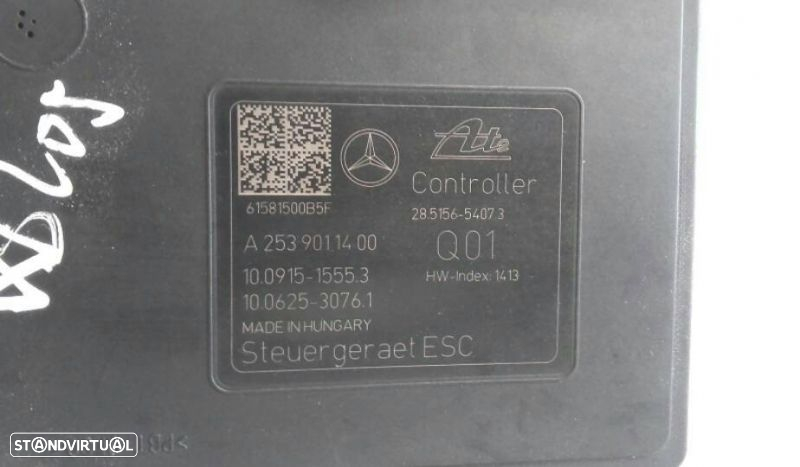 Ate
Controller
61581500B5F
28.5156-5407.3
A 253 901 14 00
Q01
10.0915-1555.3
HW-Index: 1413
10.0625-3076.1
MADE IN HUNGARY
Steuergeraet ESC
STANDVIRTUAL